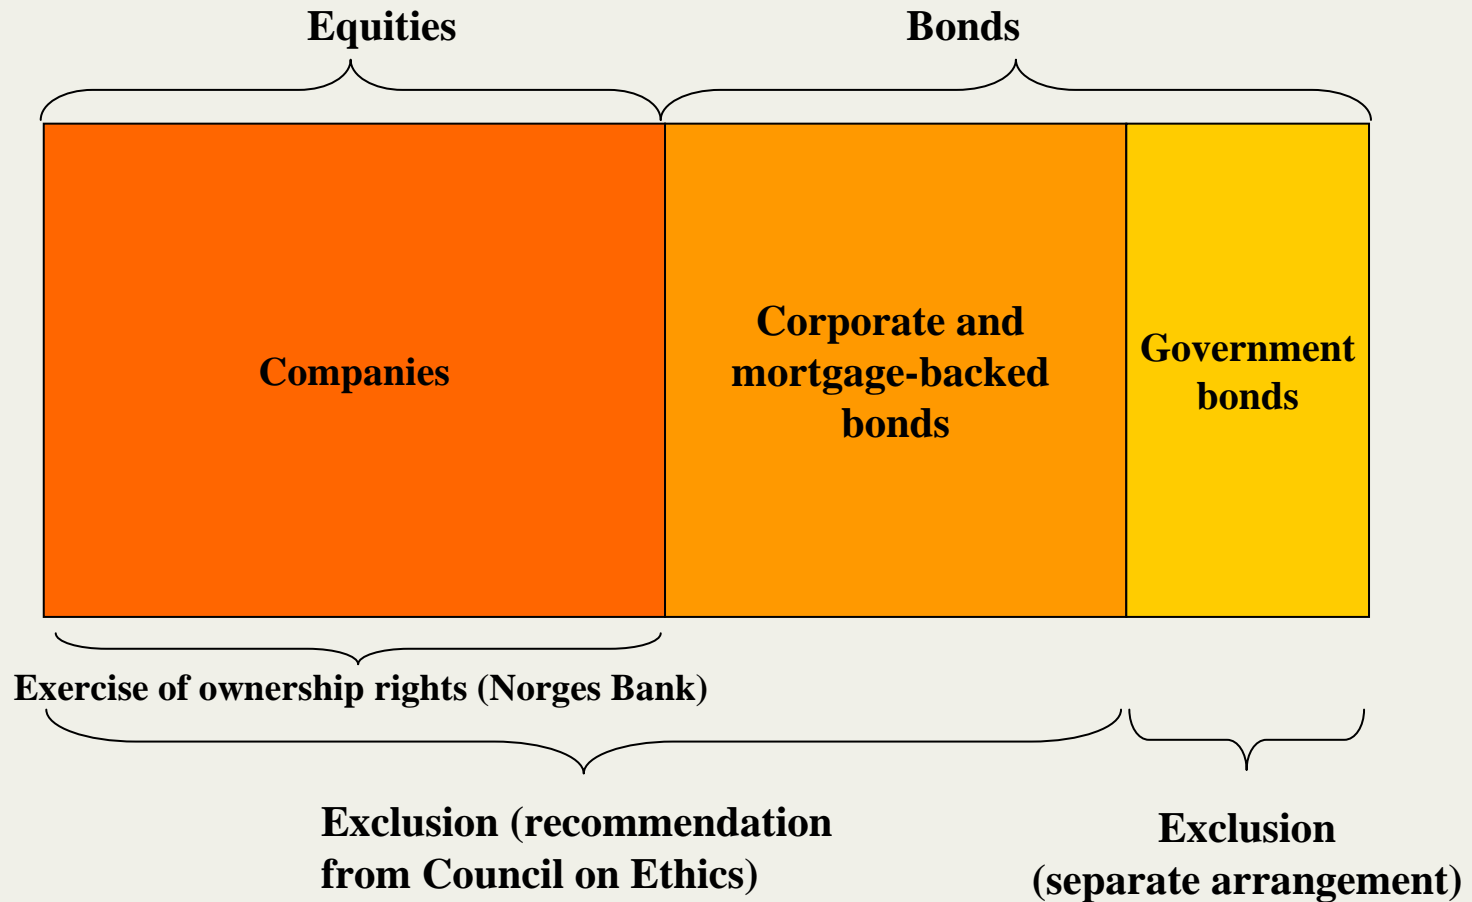 Equities
Bonds
Companies
Corporate and
mortgage-backed
bonds
Government
bonds
Exercise of ownership rights (Norges Bank)
Exclusion (recommendation
from Council on Ethics)
Exclusion
(separate arrangement)